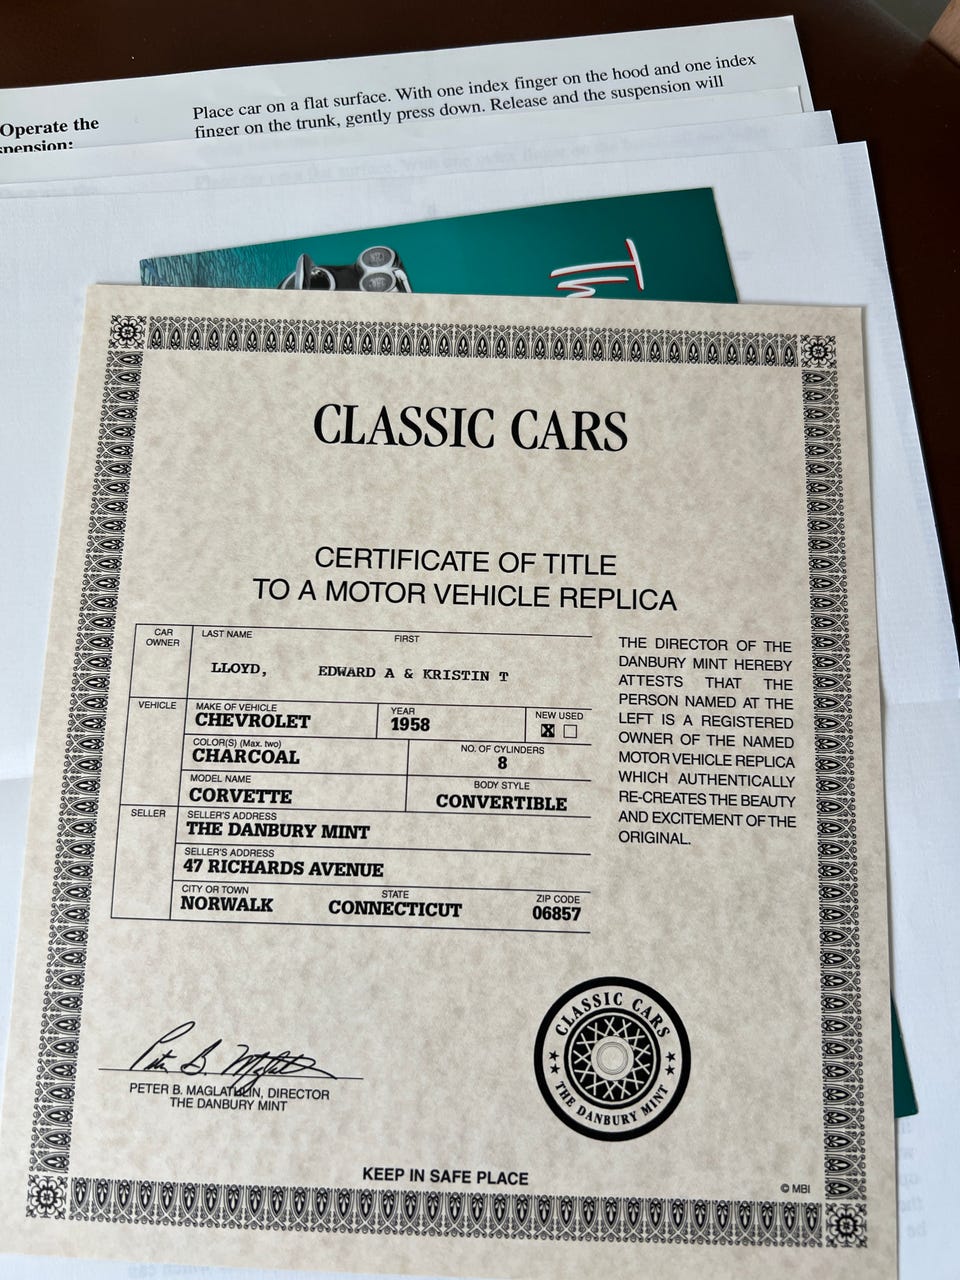 Place car on a flat surface. With one index finger on the hood and one index
Operate the
finger on the trunk, gently press down. Release and the suspension will
spension:
Th
CLASSIC CARS
CERTIFICATE OF TITLE
TO A MOTOR VEHICLE REPLICA
CAR
OWNER
LAST NAME
FIRST
LLOYD, EDWARD A & KRISTIN T
VEHICLE
MAKE OF VEHICLE
CHEVROLET
YEAR
1958
NEW USED
X
COLOR(S) (Max. two)
CHARCOAL
NO. OF CYLINDERS
8
MODEL NAME
CORVETTE
BODY STYLE
CONVERTIBLE
SELLER
SELLER'S ADDRESS
THE DANBURY MINT
SELLER'S ADDRESS
47 RICHARDS AVENUE
CITY OR TOWN
NORWALK
STATE
CONNECTICUT
ZIP CODE
06857
THE DIRECTOR OF THE
DANBURY MINT HEREBY
ATTESTS THAT THE
PERSON NAMED AT THE
LEFT IS A REGISTERED
OWNER OF THE NAMED
MOTOR VEHICLE REPLICA
WHICH AUTHENTICALLY
RE-CREATES THE BEAUTY
AND EXCITEMENT OF THE
ORIGINAL.
PETER B. MAGLATHLIN, DIRECTOR
THE DANBURY MINT
CLASSIC CARS
THE DANBURY MINT
KEEP IN SAFE PLACE
© MBI